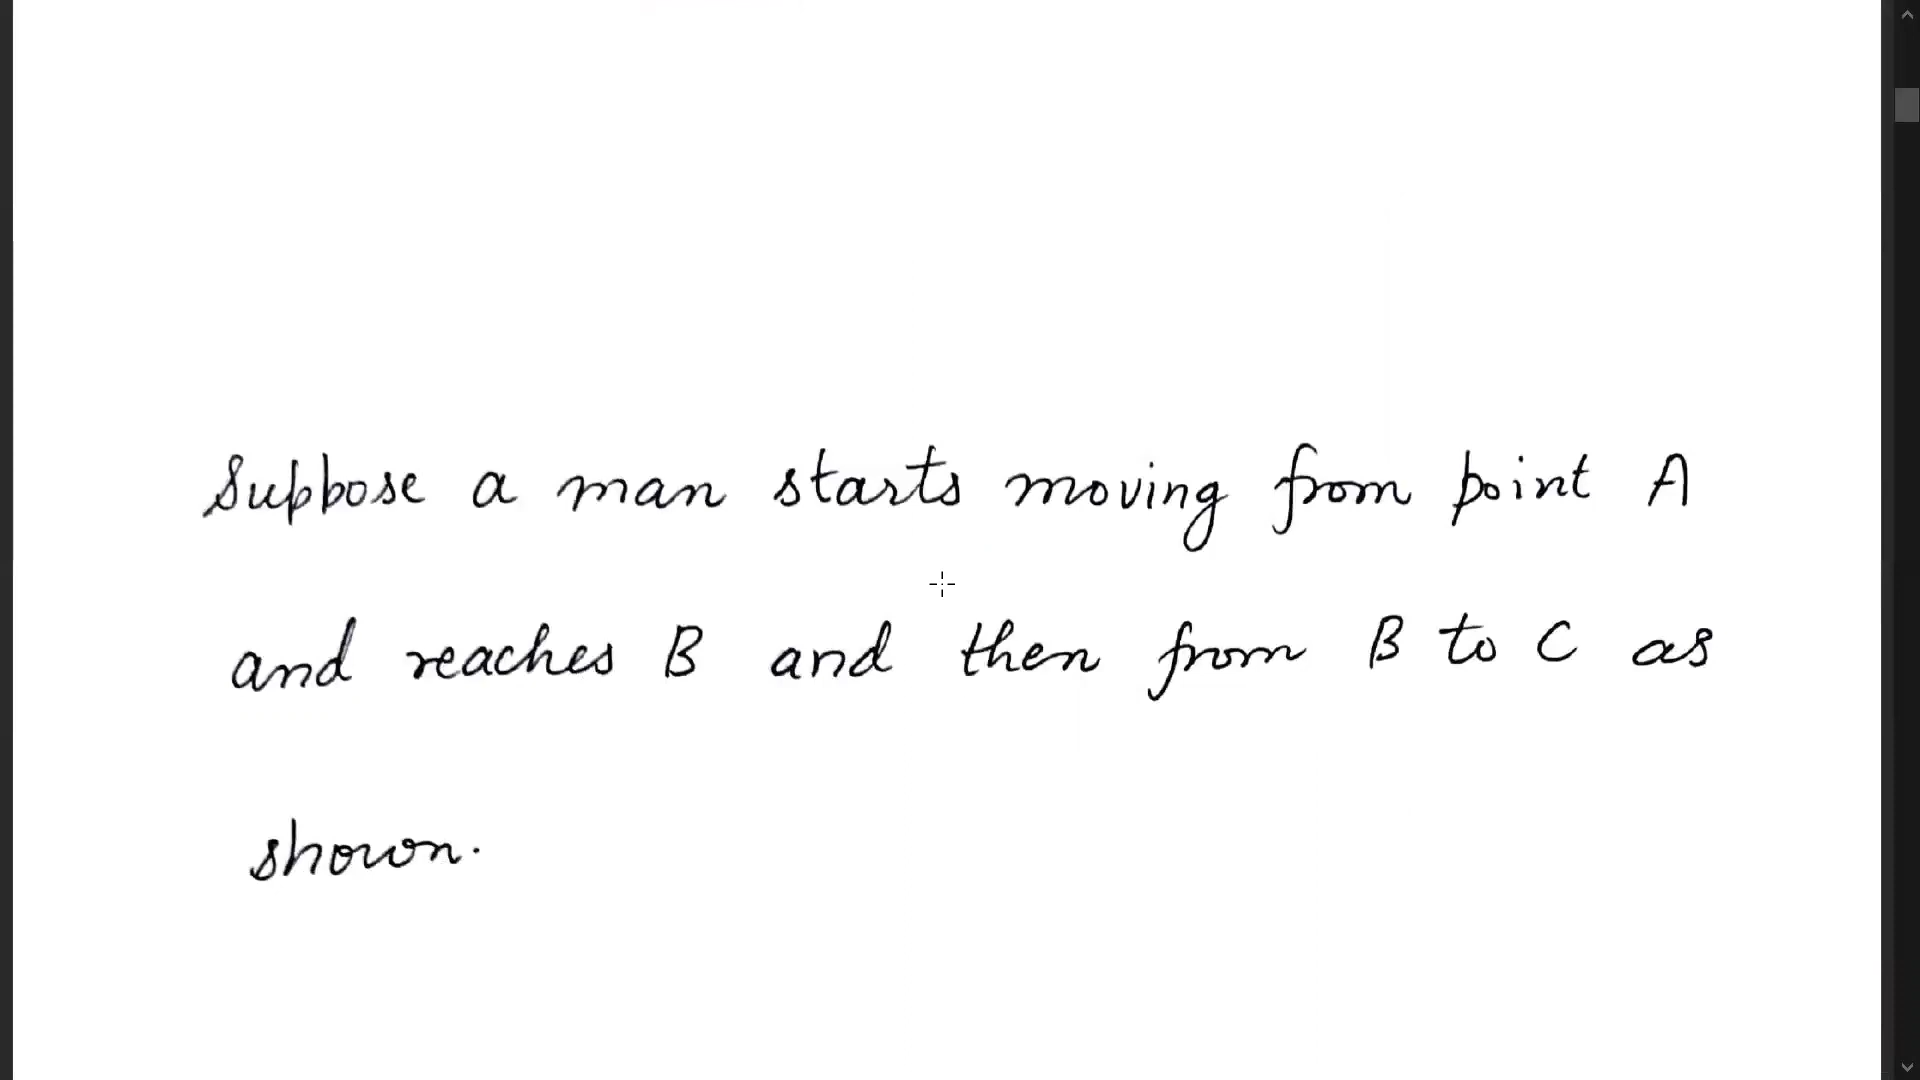 Suppose a man starts moving from point A
and reaches B and then from B to C as
shown.